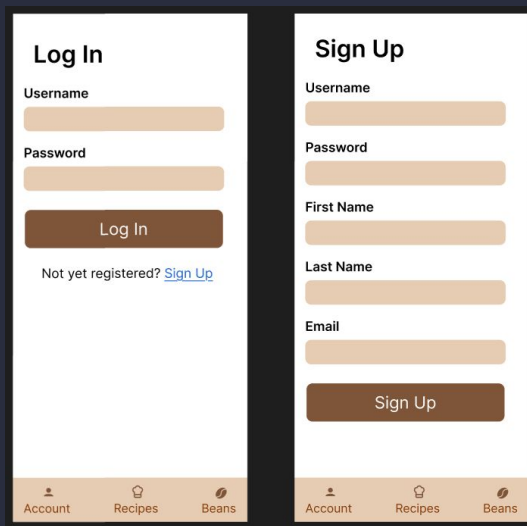 Log In
Username
Password
Log In
Not yet registered? Sign Up
Account Recipes Beans
Sign Up
Username
Password
First Name
Last Name
Email
Sign Up
Account Recipes Beans